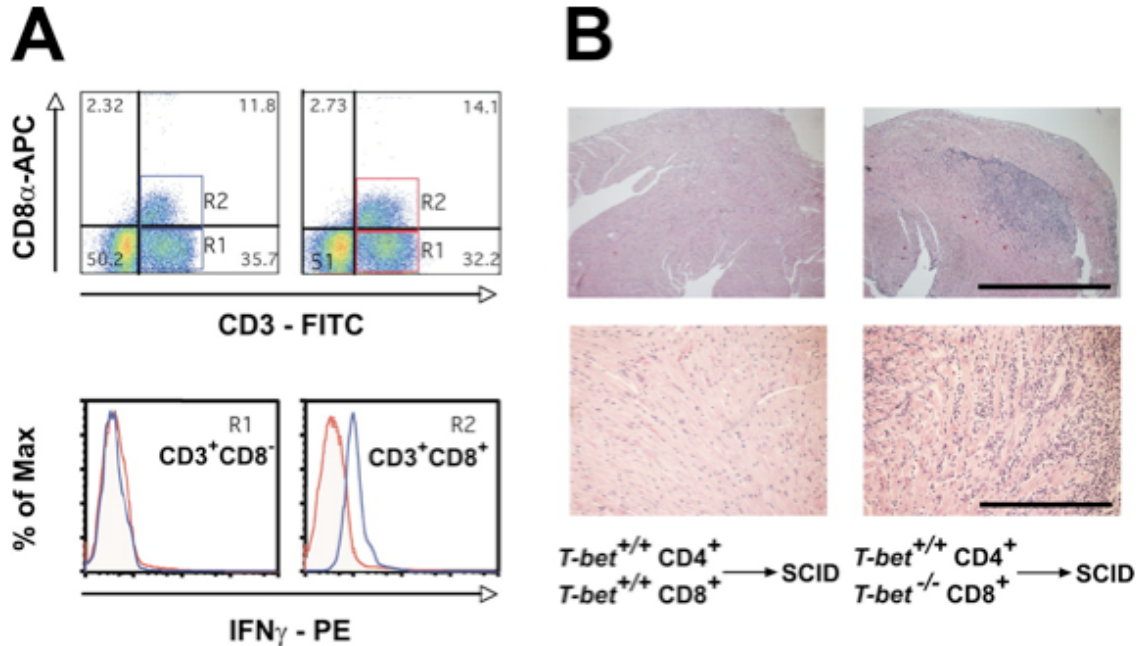 A
B
CD8α-APC
2.32 11.8
R2
R1
50.2 35.7
2.73 14.1
R2
R1
51 32.2
CD3 - FITC
% of Max
R1
CD3+CD8-
R2
CD3+CD8+
IFNγ - PE
T-bet+/+ CD4+
T-bet+/+ CD8+
SCID
T-bet+/+ CD4+
T-bet-/- CD8+
SCID